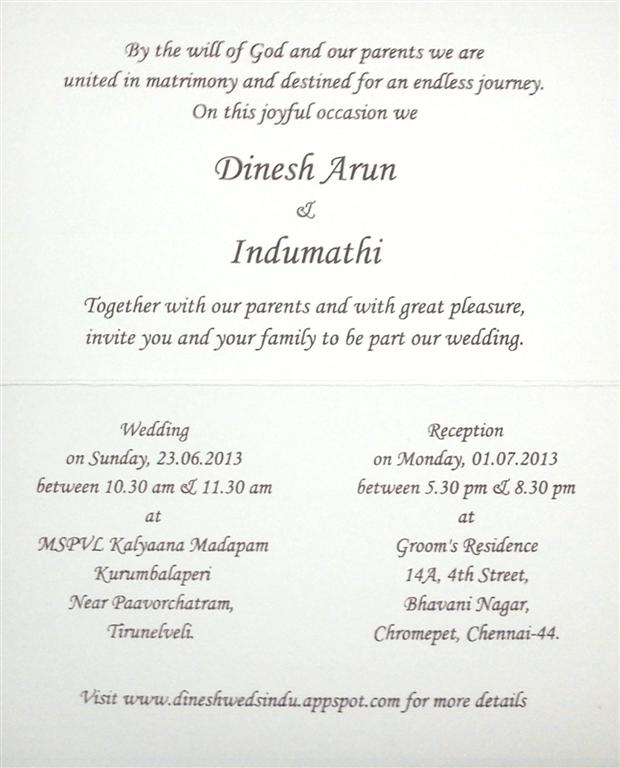 By the will of God and our parents we are
united in matrimony and destined for an endless journey.
On this joyful occasion we
Dinesh Arun
&
Indumathi
Together with our parents and with great pleasure,
invite you and your family to be part our wedding.
Wedding
on Sunday, 23.06.2013
between 10.30 am & 11.30 am
at
MSPVL Kalyaana Madapam
Kurumbalaperi
Near Paavorchatram,
Tirunelveli.
Reception
on Monday, 01.07.2013
between 5.30 pm & 8.30 pm
at
Groom's Residence
14A, 4th Street,
Bhavani Nagar,
Chromepet, Chennai-44.
Visit www.dineshwedsindu.appspot.com for more details